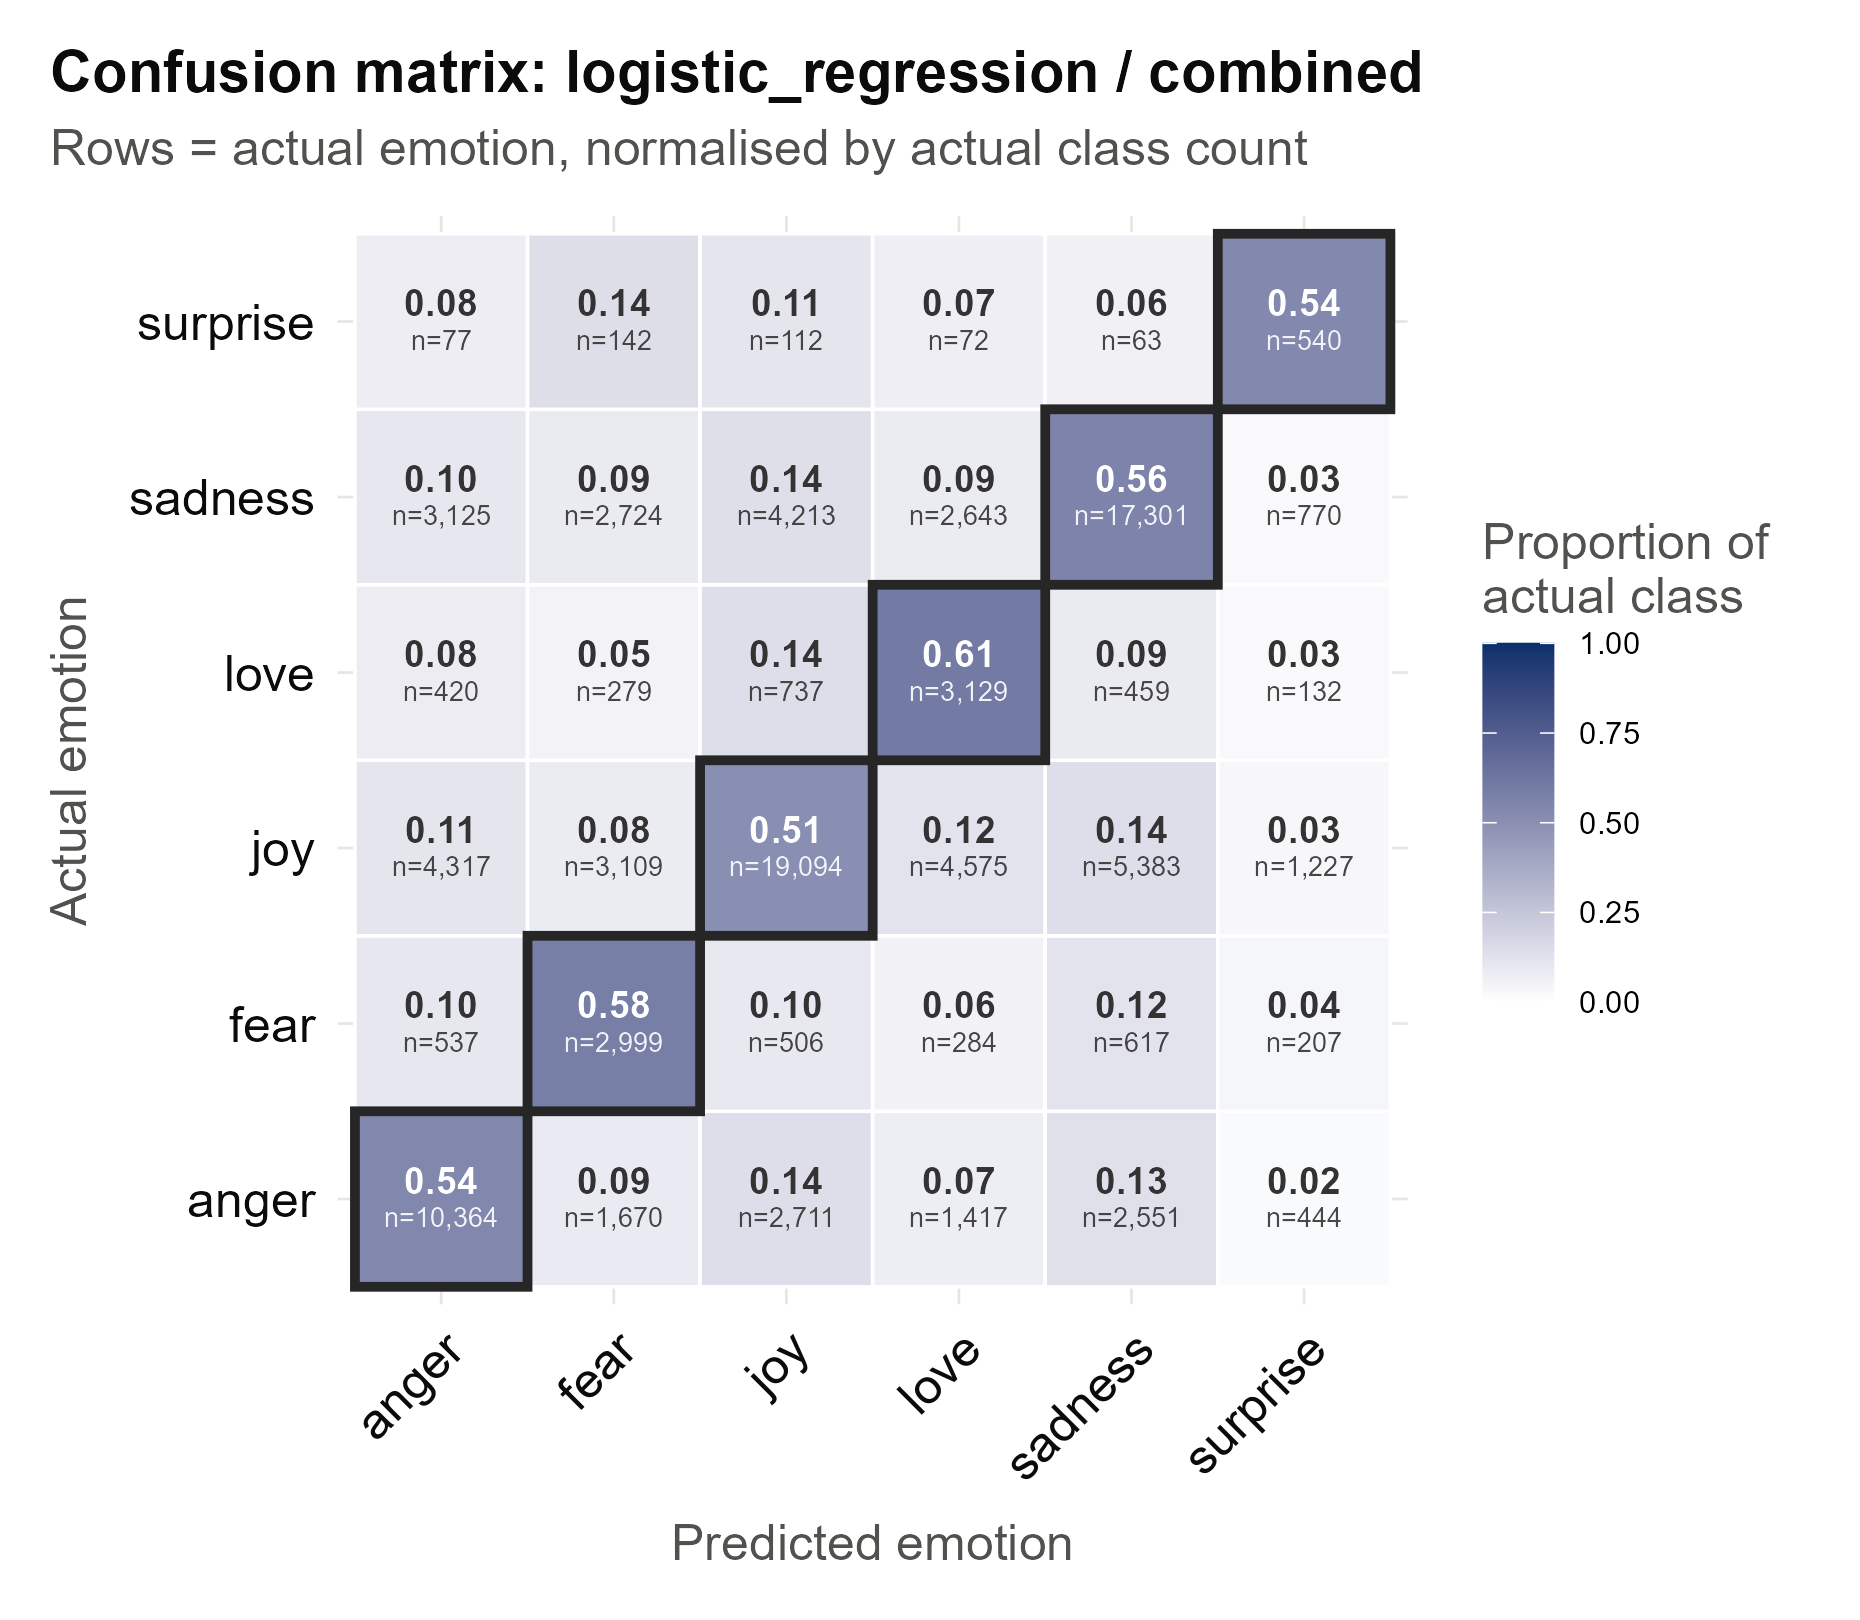 Confusion matrix: logistic_regression / combined
Rows = actual emotion, normalised by actual class count
surprise
0.08 0.14 0.11 0.07 0.06 0.54
n=77 n=142 n=112 n=72 n=63 n=540
sadness
0.10 0.09 0.14 0.09 0.56 0.03
n=3,125 n=2,724 n=4,213 n=2,643 n=17,301 n=770
love
0.08 0.05 0.14 0.61 0.09 0.03
n=420 n=279 n=737 n=3,129 n=459 n=132
joy
0.11 0.08 0.51 0.12 0.14 0.03
n=4,317 n=3,109 n=19,094 n=4,575 n=5,383 n=1,227
fear
0.10 0.58 0.10 0.06 0.12 0.04
n=537 n=2,999 n=506 n=284 n=617 n=207
anger
0.54 0.09 0.14 0.07 0.13 0.02
n=10,364 n=1,670 n=2,711 n=1,417 n=2,551 n=444
Actual emotion
anger fear joy love sadness surprise
Predicted emotion
Proportion of
actual class
1.00
0.75
0.50
0.25
0.00